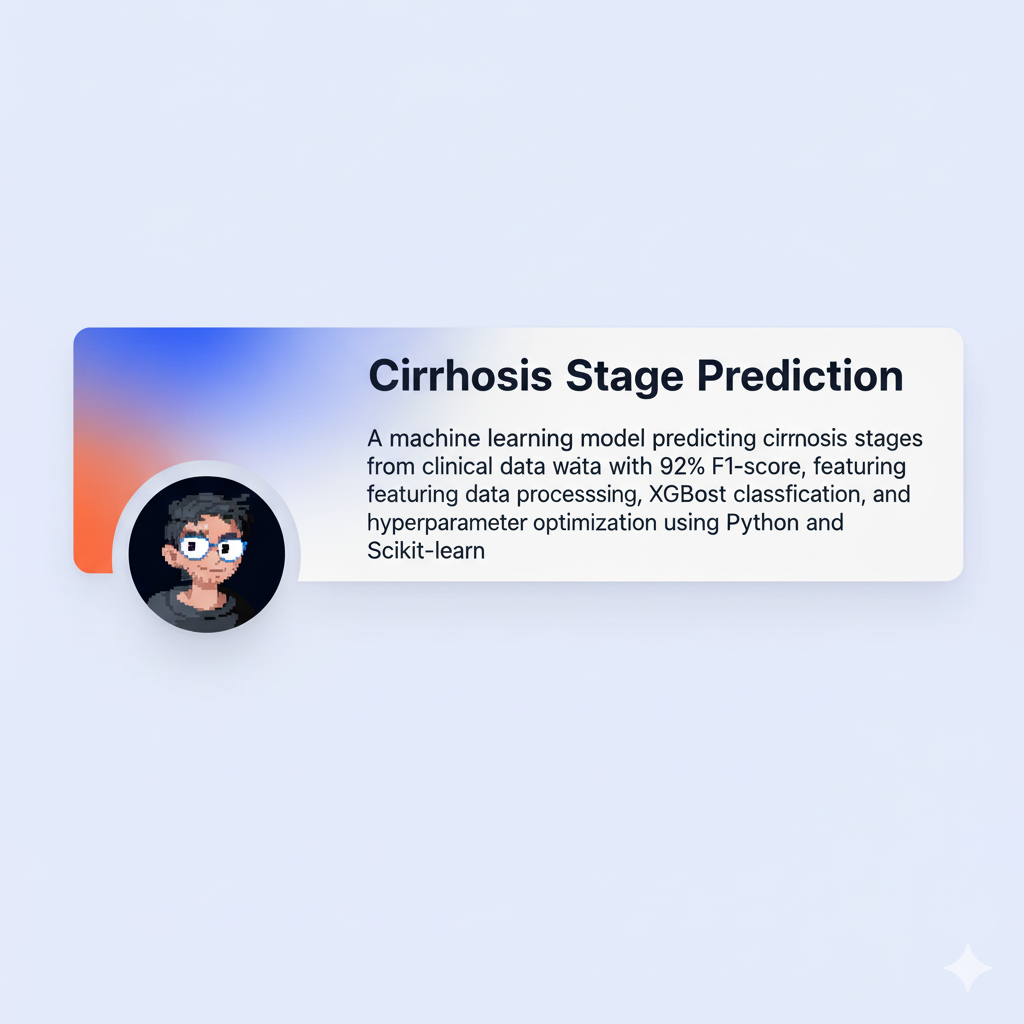 Cirrhosis Stage Prediction
A machine learning model predicting cirrnosis stages
from clinical data wata with 92% F1-score, featuring
featuring data processsing, XGBost classfication, and
hyperparameter optimization using Python and
Scikit-learn